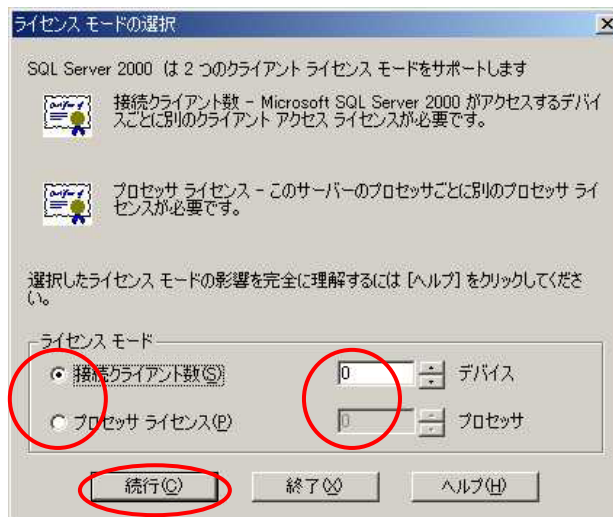 ライセンス モードの選択
SQL Server 2000 は 2 つのクライアント ライセンス モードをサポートします
接続クライアント数 - Microsoft SQL Server 2000 がアクセスするデバイ
スごとに別のクライアント アクセス ライセンスが必要です。
プロセッサ ライセンス - このサーバーのプロセッサごとに別のプロセッサ ライ
センスが必要です。
選択したライセンス モードの影響を完全に理解するには [ヘルプ] をクリックしてくださ
い。
ライセンス モード
接続クライアント数(S) 0 デバイス
プロセッサ ライセンス(P) 0 プロセッサ
続行(C) 終了(X) ヘルプ(H)